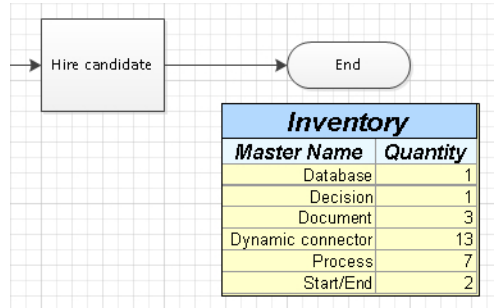 Hire candidate End
Inventory
Master Name Quantity
Database 1
Decision 1
Document 3
Dynamic connector 13
Process 7
Start/End 2